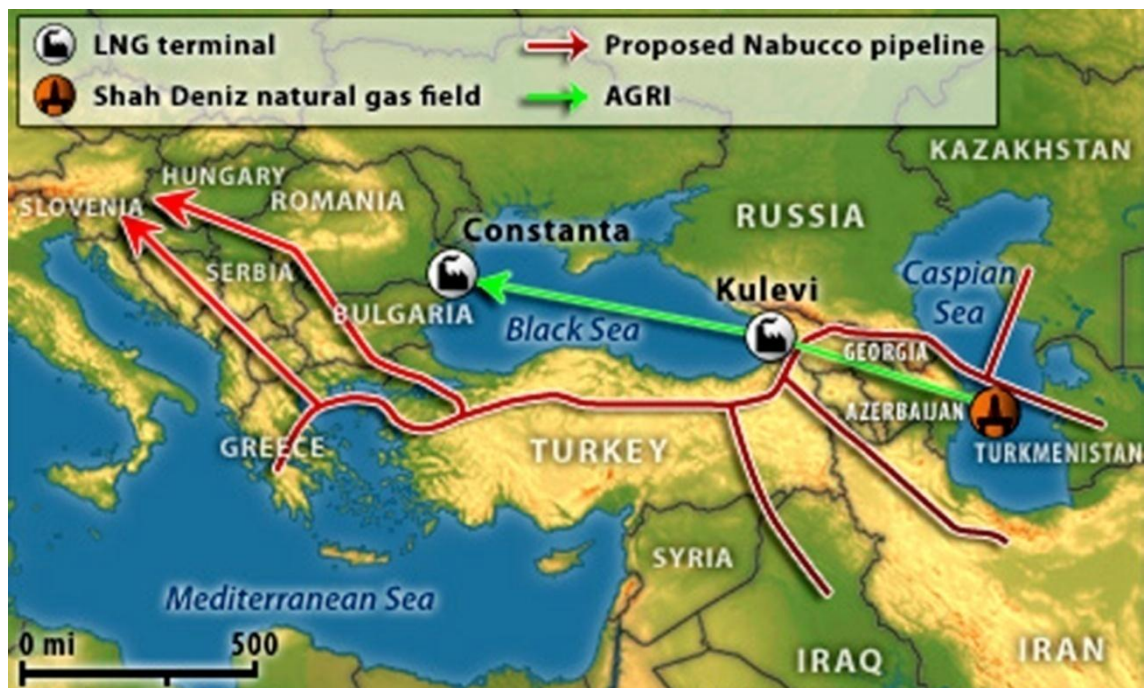 LNG terminal
Proposed Nabucco pipeline
Shah Deniz natural gas field
AGRI
KAZAKHSTAN
HUNGARY
SLOVENIA
ROMANIA
RUSSIA
Constanta
SERBIA
Caspian
Sea
Kulevi
BULGARIA
Black Sea
GEORGIA
AZERBAIJAN
GREECE
TURKEY
TURKMENISTAN
SYRIA
Mediterranean Sea
0 mi 500
IRAQ
IRAN